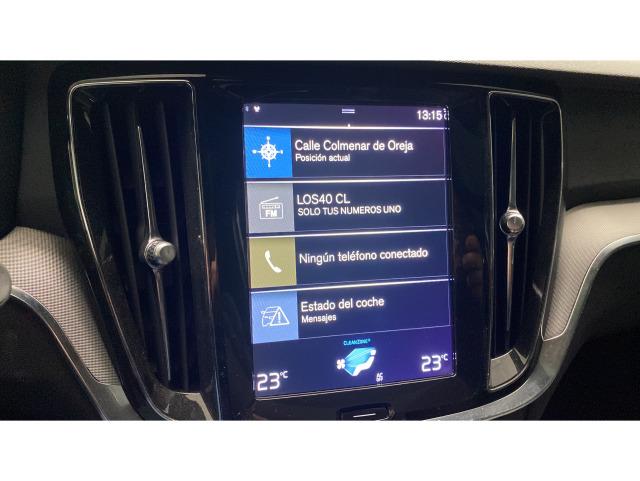 13:15
Calle Colmenar de Oreja
Posición actual
LOS40 CL
SOLO TUS NUMEROS UNO
FM
Ningún teléfono conectado
Estado del coche
Mensajes
CLEANZONE
23°C
23°C